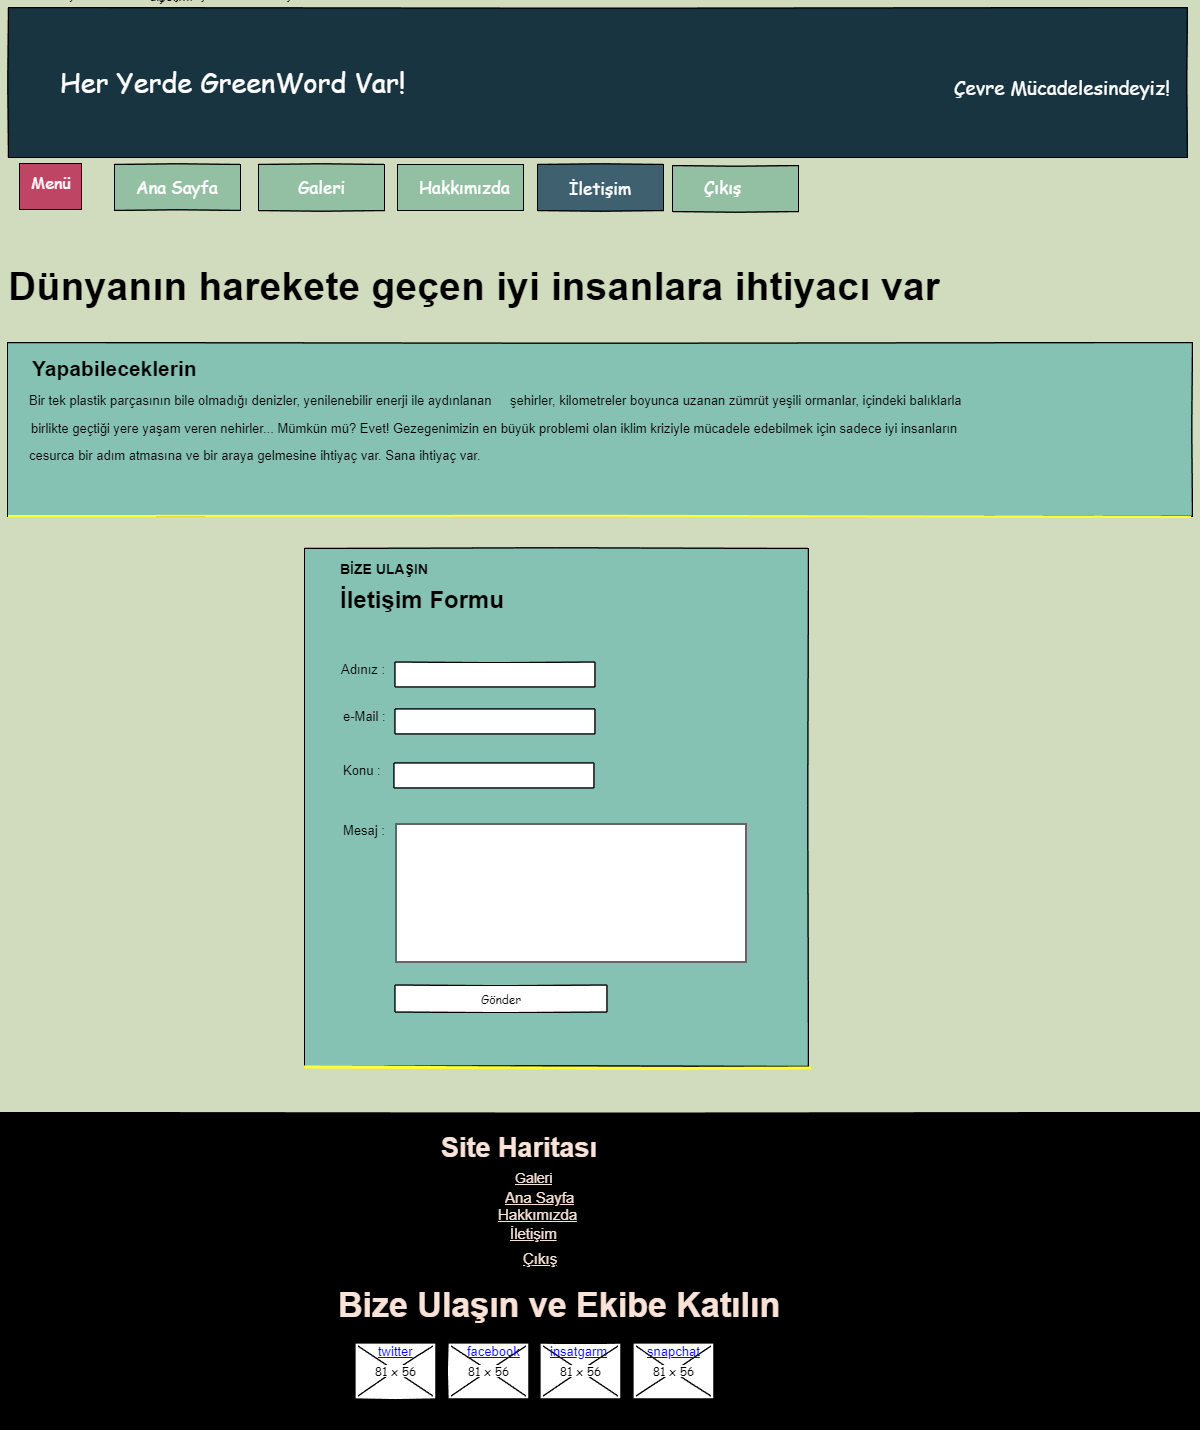 Her Yerde GreenWord Var!
Çevre Mücadelesindeyiz!
Menü
Ana Sayfa
Galeri
Hakkımızda
İletişim
Çıkış
Dünyanın harekete geçen iyi insanlara ihtiyacı var
Yapabileceklerin
Bir tek plastik parçasının bile olmadığı denizler, yenilenebilir enerji ile aydınlanan şehirler, kilometreler boyunca uzanan zümrüt yeşili ormanlar, içindeki balıklarla
birlikte geçtiği yere yaşam veren nehirler... Mümkün mü? Evet! Gezegenimizin en büyük problemi olan iklim kriziyle mücadele edebilmek için sadece iyi insanların
cesurca bir adım atmasına ve bir araya gelmesine ihtiyaç var. Sana ihtiyaç var.
BİZE ULAŞIN
İletişim Formu
Adınız :
e-Mail :
Konu :
Mesaj :
Gönder
Site Haritası
Galeri
Ana Sayfa
Hakkımızda
İletişim
Çıkış
Bize Ulaşın ve Ekibe Katılın
twitter
81 x 56
facebook
81 x 56
insatgarm
81 x 56
snapchat
81 x 56